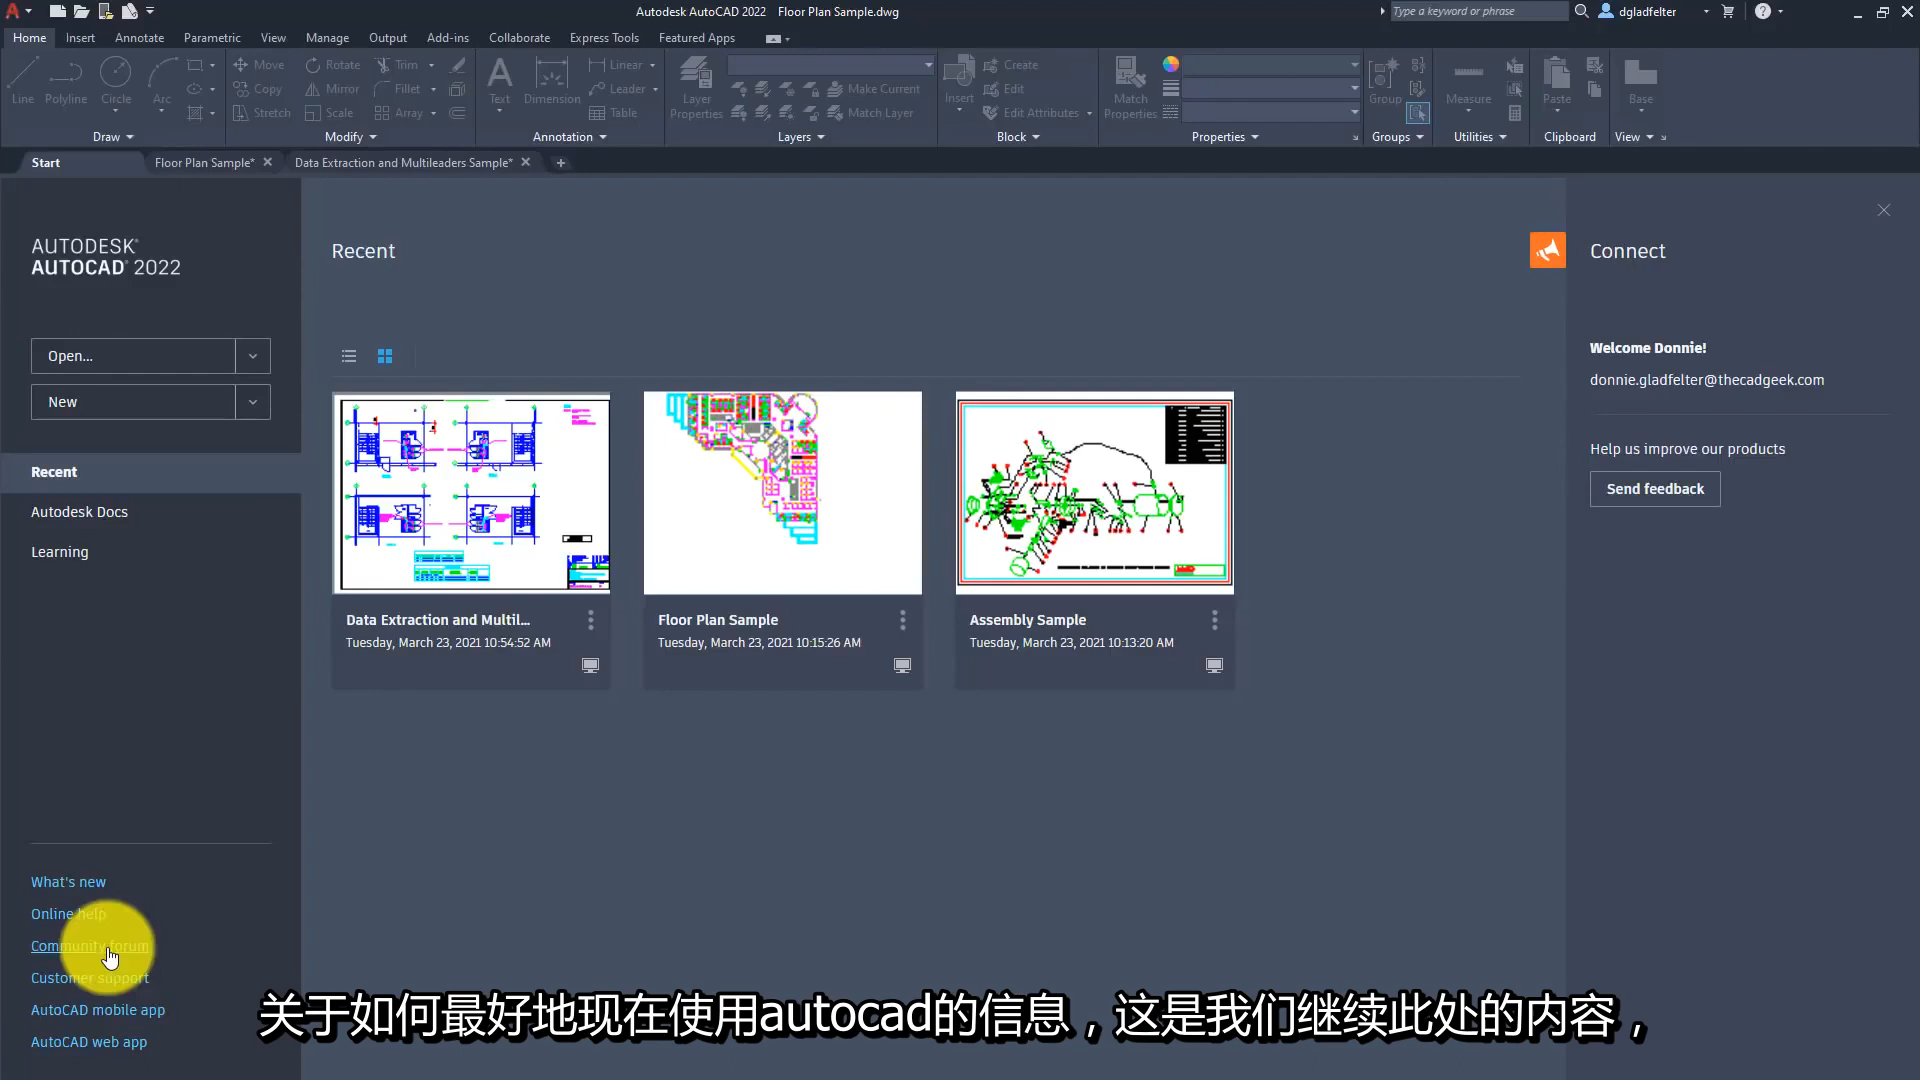 Autodesk AutoCAD 2022 Floor Plan Sample.dwg
Type a keyword or phrase
dgladfelter
Home Insert Annotate Parametric View Manage Output Add-ins Collaborate Express Tools Featured Apps
Line Polyline Circle Arc
Move Rotate Trim
Copy Mirror Fillet
Stretch Scale Array
Text Dimension
Linear
Leader
Table
Layer Properties
Make Current
Match Layer
Insert
Create
Edit
Edit Attributes
Match Properties
Group
Measure
Paste
Base
Draw Modify Annotation Layers Block Properties Groups Utilities Clipboard View
Start Floor Plan Sample* Data Extraction and Multileaders Sample*
AUTODESK®
AUTOCAD® 2022
Open...
New
Recent
Autodesk Docs
Learning
What's new
Online help
Community forum
Customer support
AutoCAD mobile app
AutoCAD web app
Recent
Data Extraction and Multil...
Tuesday, March 23, 2021 10:54:52 AM
Floor Plan Sample
Tuesday, March 23, 2021 10:15:26 AM
Assembly Sample
Tuesday, March 23, 2021 10:13:20 AM
Connect
Welcome Donnie!
donnie.gladfelter@thecadgeek.com
Help us improve our products
Send feedback
关于如何最好地现在使用autocad的信息，这是我们继续此处的内容，